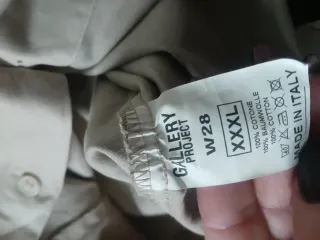 GALLERY
PROJECT
W28
XXXL
100% COTONE
100% BAUMWOLLE
100% COTTON
MADE IN ITALY